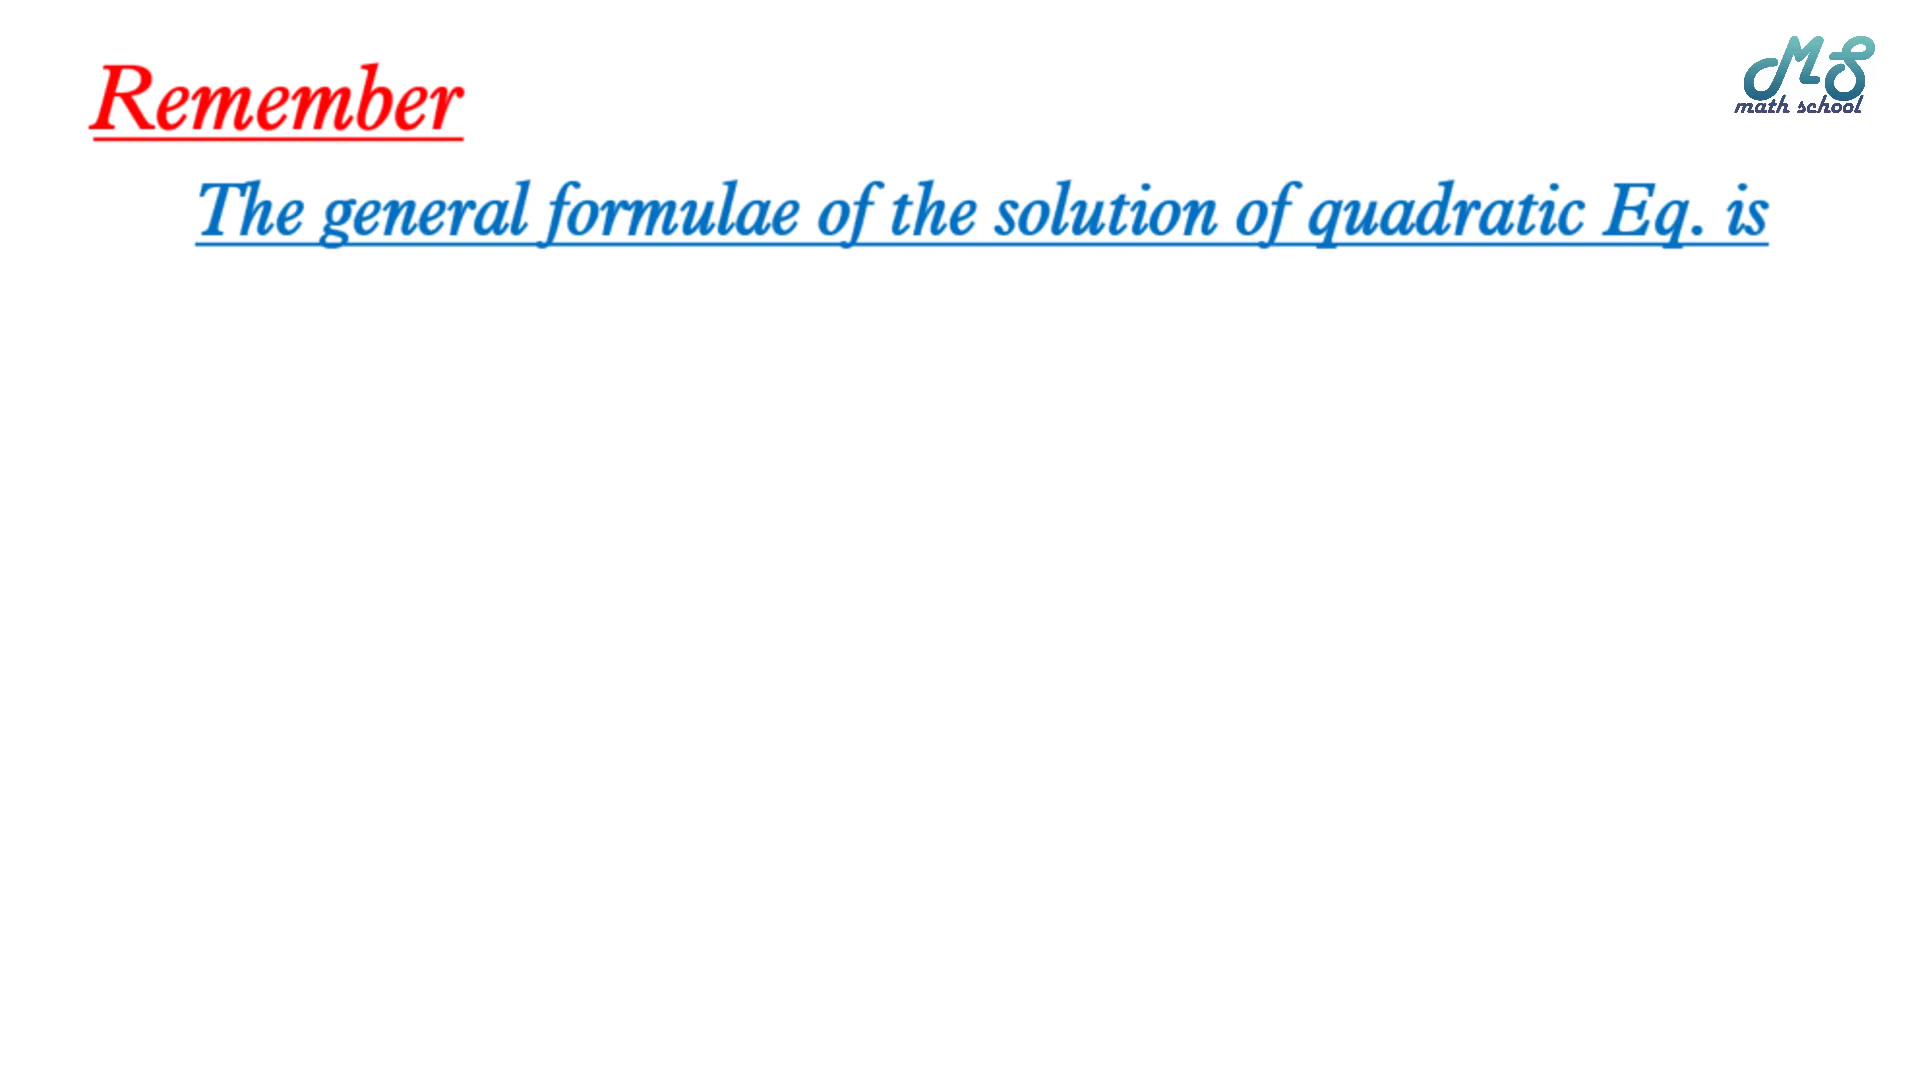 MS
math school
Remember
The general formulae of the solution of quadratic Eq. is